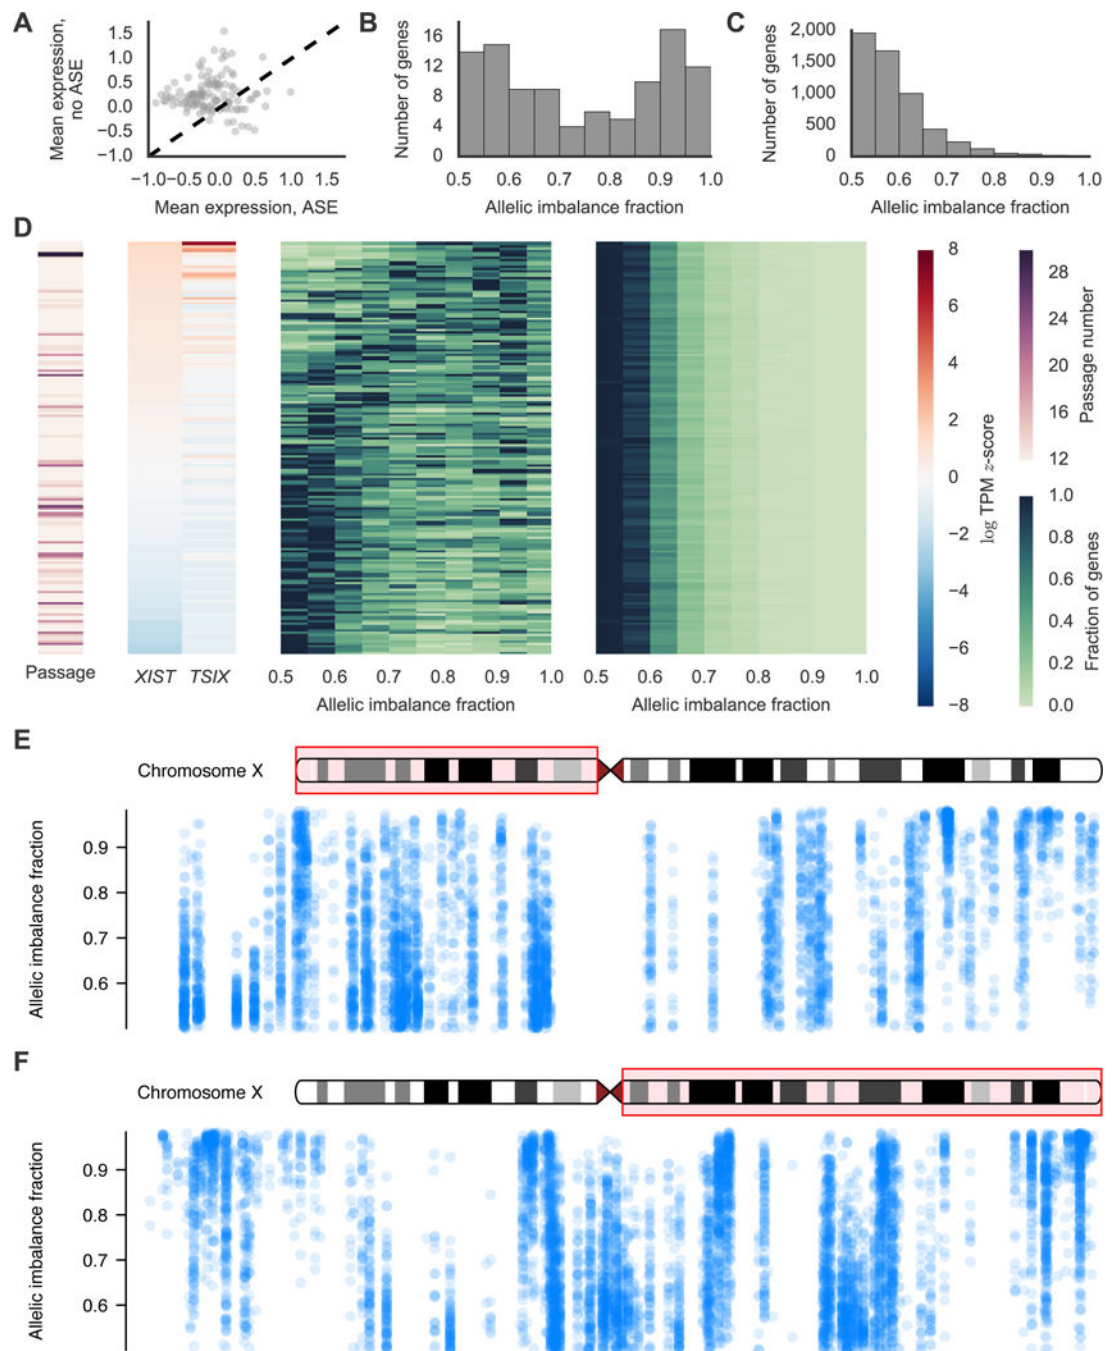 A
Mean expression,
no ASE
1.5
1.0
0.5
0.0
−0.5
−1.0
−1.0−0.5 0.0 0.5 1.0 1.5
Mean expression, ASE
B
Number of genes
16
12
8
4
0
0.5 0.6 0.7 0.8 0.9 1.0
Allelic imbalance fraction
C
Number of genes
2,000
1,500
1,000
500
0
0.5 0.6 0.7 0.8 0.9 1.0
Allelic imbalance fraction
D
Passage
XIST TSIX
0.5 0.6 0.7 0.8 0.9 1.0
Allelic imbalance fraction
0.5 0.6 0.7 0.8 0.9 1.0
Allelic imbalance fraction
8
6
4
2
0
−2
−4
−6
−8
log TPM z-score
28
24
20
16
12
Passage number
1.0
0.8
0.6
0.4
0.2
0.0
Fraction of genes
E
Chromosome X
Allelic imbalance fraction
0.9
0.8
0.7
0.6
F
Chromosome X
Allelic imbalance fraction
0.9
0.8
0.7
0.6